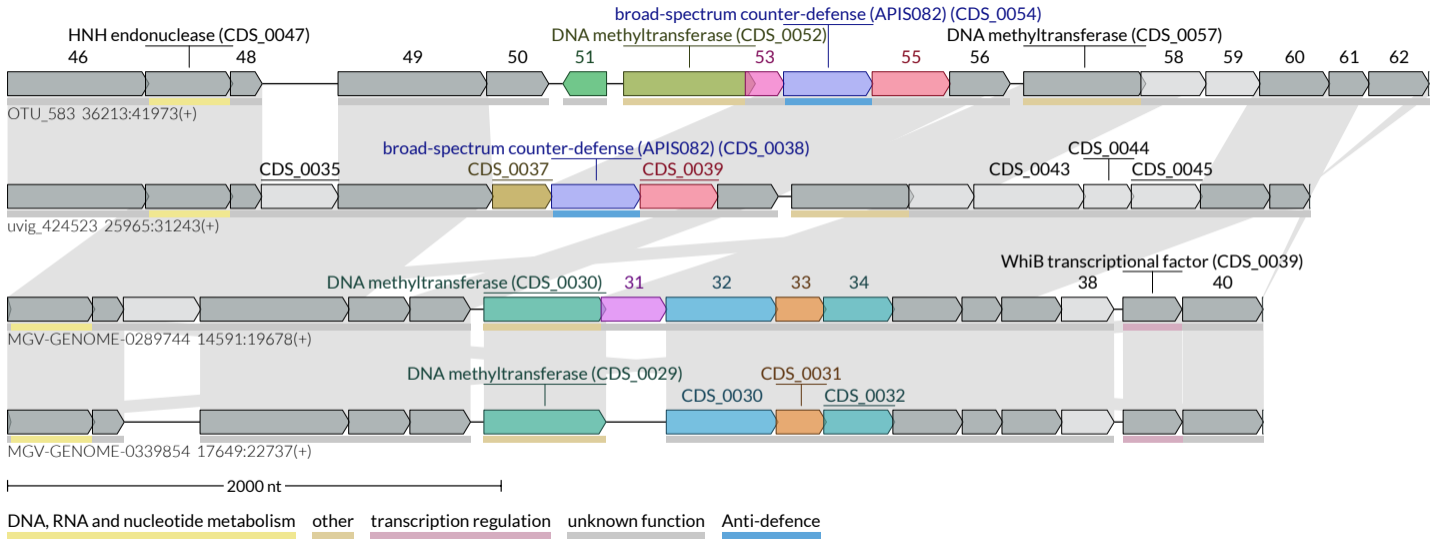 broad-spectrum counter-defense (APIS082) (CDS_0054)
HNH endonuclease (CDS_0047) DNA methyltransferase (CDS_0052) DNA methyltransferase (CDS_0057)
46 48 49 50 51 53 55 56 58 59 60 61 62
OTU_583 36213:41973(+)
broad-spectrum counter-defense (APIS082) (CDS_0038) CDS_0044
CDS_0035 CDS_0037 CDS_0039 CDS_0043 CDS_0045
uvig_424523 25965:31243(+)
WhiB transcriptional factor (CDS_0039)
DNA methyltransferase (CDS_0030) 31 32 33 34 38 40
MGV-GENOME-0289744 14591:19678(+)
DNA methyltransferase (CDS_0029) CDS_0031
CDS_0030 CDS_0032
MGV-GENOME-0339854 17649:22737(+)
2000 nt
DNA, RNA and nucleotide metabolism other transcription regulation unknown function Anti-defence